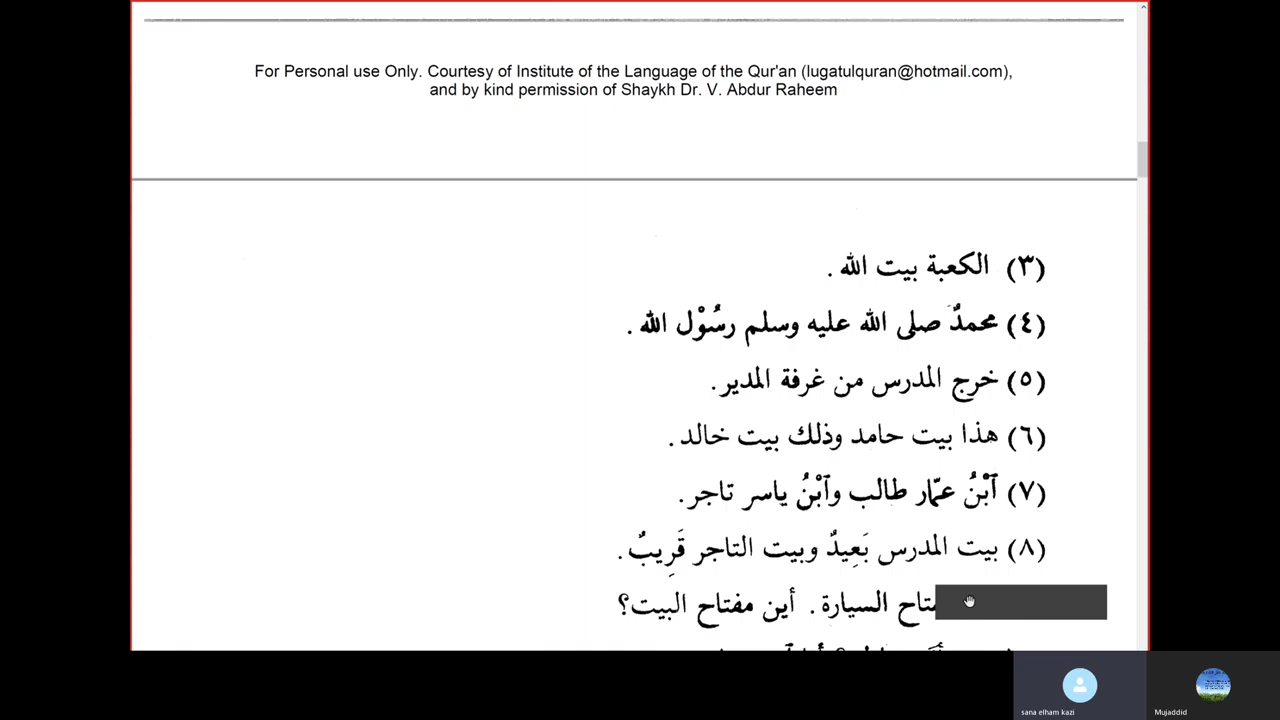 For Personal use Only. Courtesy of Institute of the Language of the Qur'an (lugatulquran@hotmail.com),
and by kind permission of Shaykh Dr. V. Abdur Raheem
(٣) الكعبة بيت الله .
(٤) محمدٌ صلى الله عليه وسلم رسُوْل الله .
(٥) خرج المدرس من غرفة المدير .
(٦) هذا بيت حامد وذلك بيت خالد .
(٧) ٱبْنُ عمّار طالب وٱبْنُ ياسر تاجر .
(٨) بيت المدرس بَعِيدٌ وبيت التاجر قَرِيبٌ .
السيارة . أين مفتاح البيت؟
sana elham kazi
Mujaddid